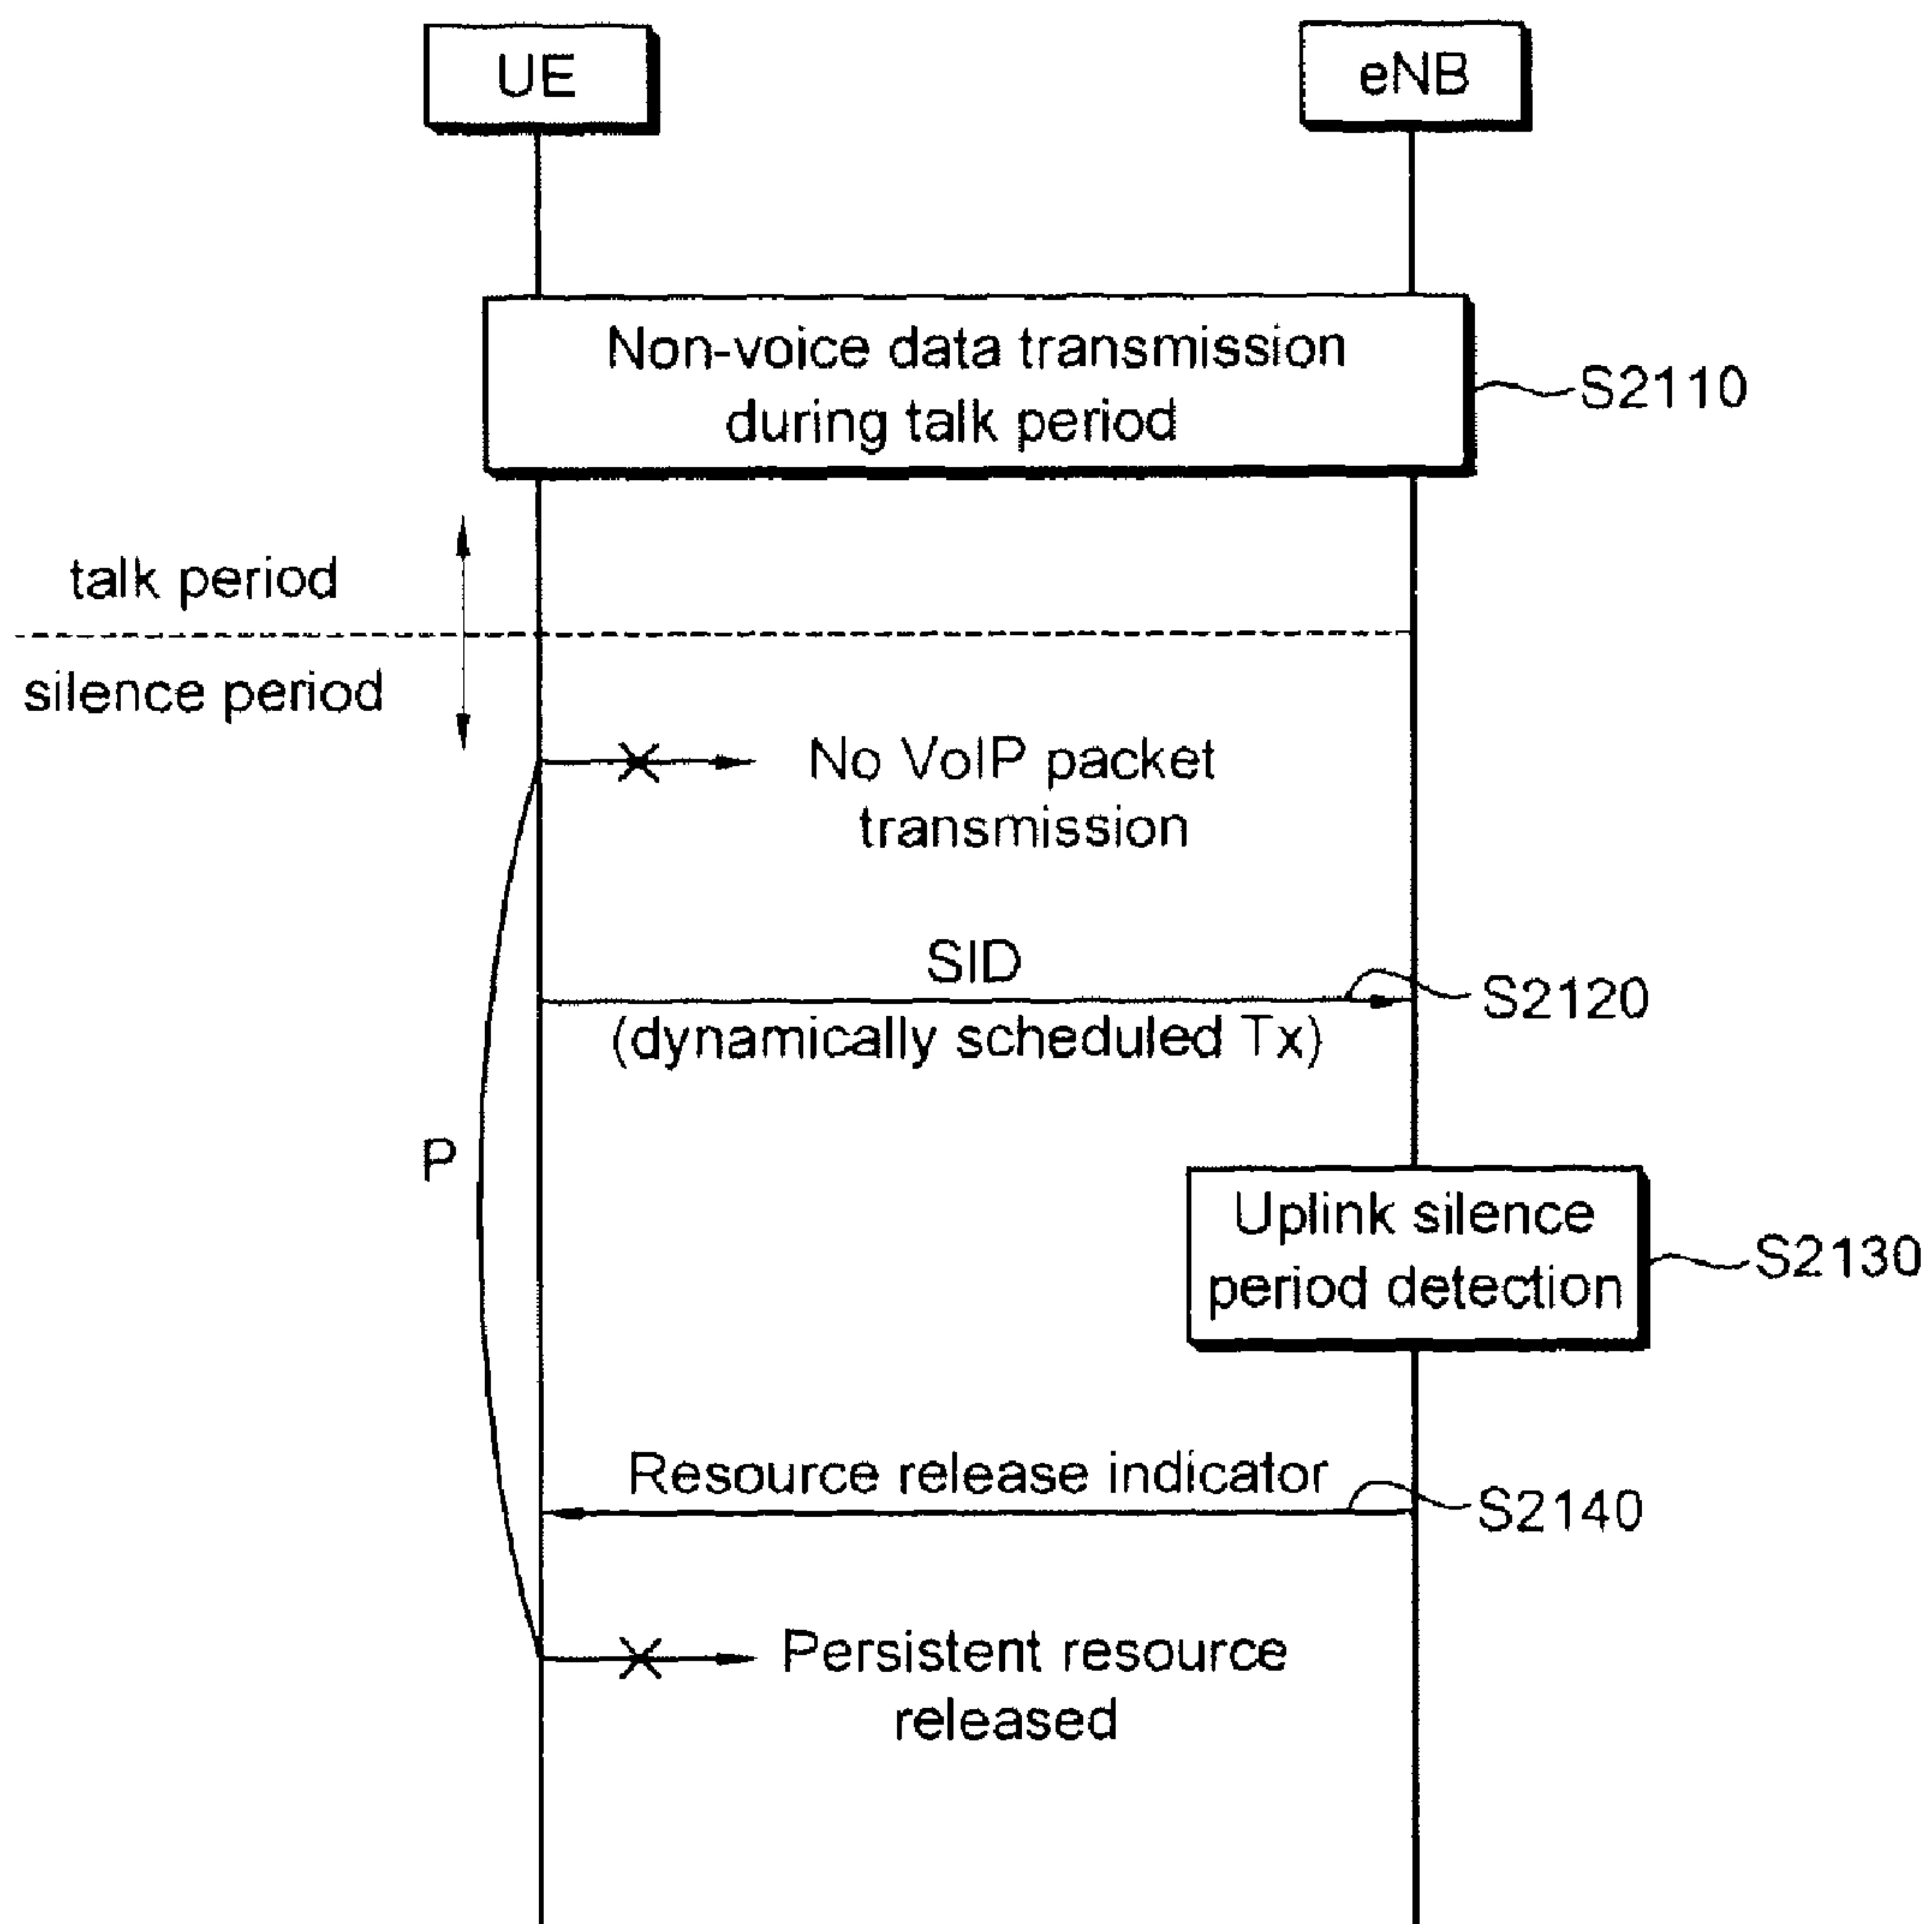 UE
eNB
Non-voice data transmission
during talk period
S2110
talk period
silence period
No VoIP packet
transmission
SID
S2120
(dynamically scheduled Tx)
P
Uplink silence
period detection
S2130
Resource release indicator
S2140
Persistent resource
released